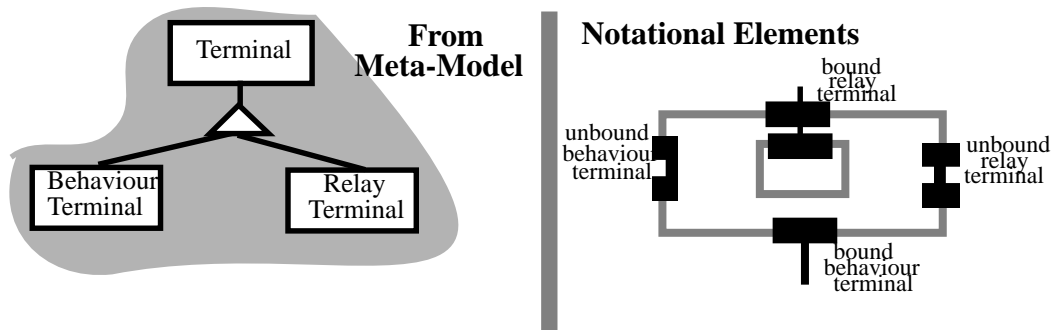 From
Meta-Model
Terminal
Behaviour
Terminal
Relay
Terminal
Notational Elements
bound
relay
terminal
unbound
behaviour
terminal
unbound
relay
terminal
bound
behaviour
terminal